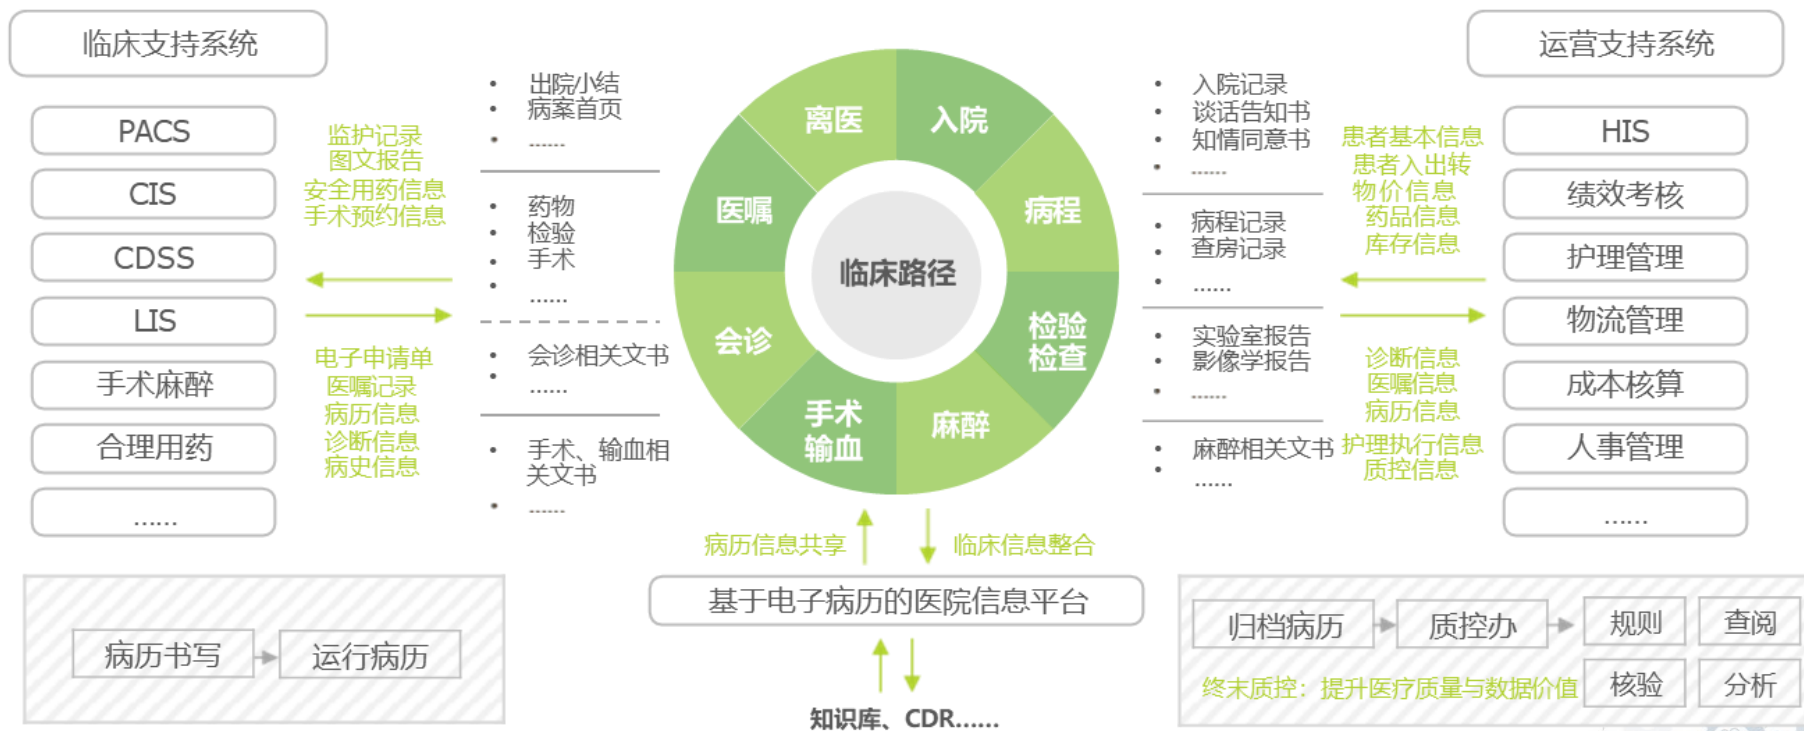 临床支持系统
PACS
CIS
CDSS
LIS
手术麻醉
合理用药
......
监护记录
图文报告
安全用药信息
手术预约信息
电子申请单
医嘱记录
病历信息
诊断信息
病史信息
• 出院小结
• 病案首页
• ......
• 药物
• 检验
• 手术
• ......
• 会诊相关文书
• ......
• 手术、输血相
关文书
• ......
离医
入院
医嘱
病程
临床路径
会诊
检验
检查
手术
输血
麻醉
• 入院记录
• 谈话告知书
• 知情同意书
• ......
• 病程记录
• 查房记录
• ......
• 实验室报告
• 影像学报告
• ......
• 麻醉相关文书
• ......
患者基本信息
患者入出转
物价信息
药品信息
库存信息
诊断信息
医嘱信息
病历信息
护理执行信息
质控信息
运营支持系统
HIS
绩效考核
护理管理
物流管理
成本核算
人事管理
......
病历信息共享
临床信息整合
基于电子病历的医院信息平台
知识库、CDR......
病历书写
运行病历
归档病历
质控办
规则
查阅
核验
分析
终末质控：提升医疗质量与数据价值